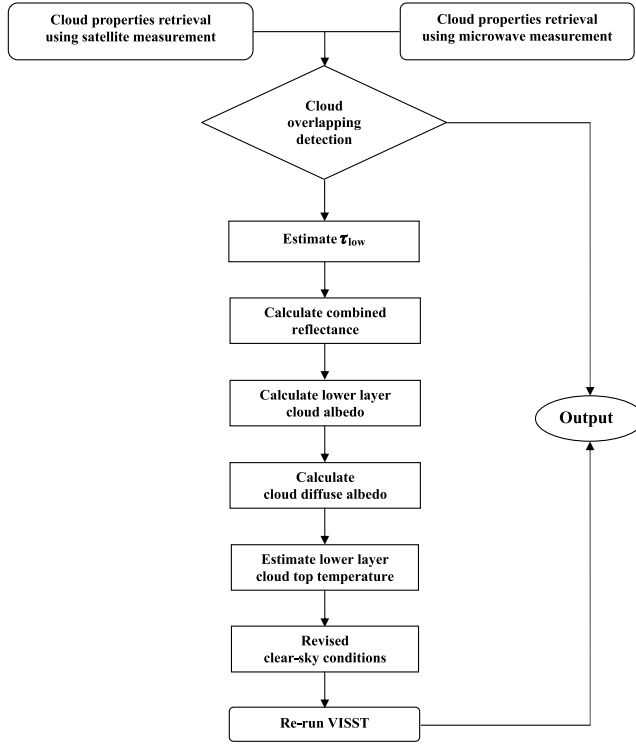 Cloud properties retrieval
using satellite measurement
Cloud properties retrieval
using microwave measurement
Cloud
overlapping
detection
Estimate τlow
Calculate combined
reflectance
Calculate lower layer
cloud albedo
Output
Calculate
cloud diffuse albedo
Estimate lower layer
cloud top temperature
Revised
clear-sky conditions
Re-run VISST